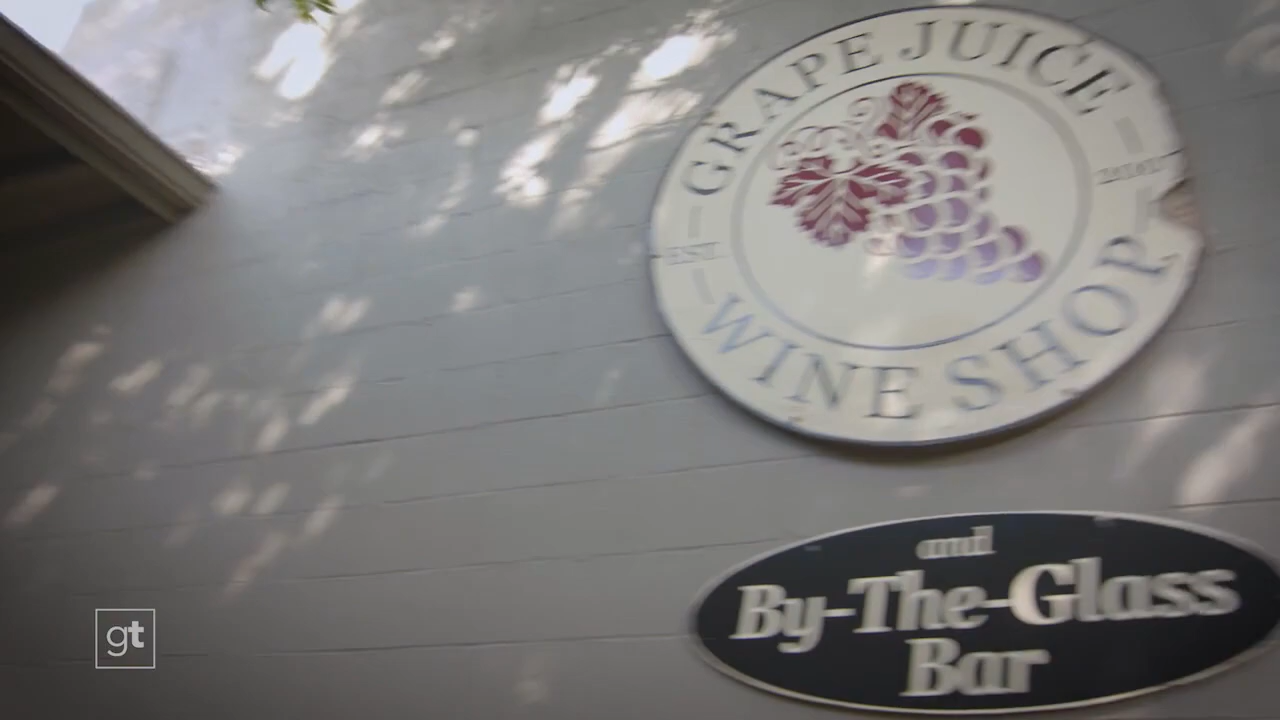 GRAPE JUICE
EST.
WINE SHOP
and
By-The-Glass
Bar
gt